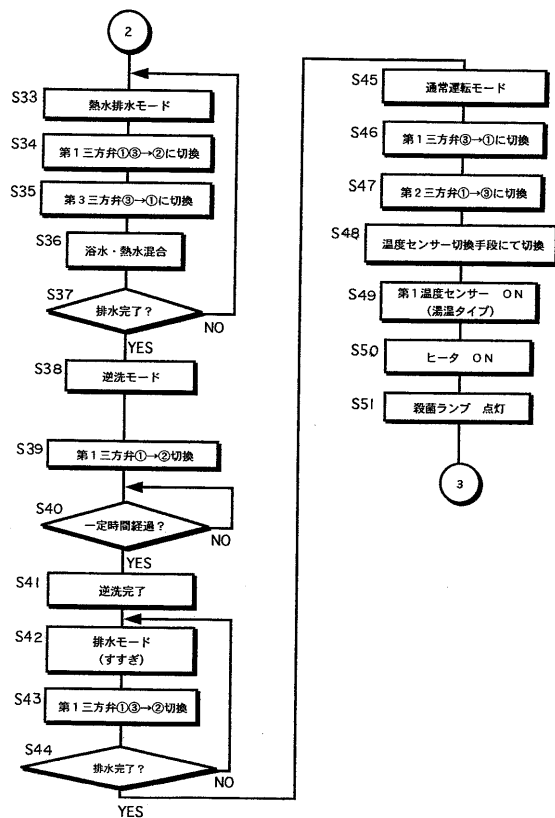 2
S33
熱水排水モード
S34
第1三方弁①③→②に切換
S35
第3三方弁③→①に切換
S36
浴水・熱水混合
S37
排水完了?
NO
YES
S38
逆洗モード
S39
第1三方弁①→②切換
S40
一定時間経過?
NO
YES
S41
逆洗完了
S42
排水モード
(すすぎ)
S43
第1三方弁①③→②切換
S44
排水完了?
NO
YES
S45
通常運転モード
S46
第1三方弁③→①に切換
S47
第2三方弁①→③に切換
S48
温度センサー切換手段にて切換
S49
第1温度センサー ON
(湯温タイプ)
S50
ヒータ ON
S51
殺菌ランプ 点灯
3